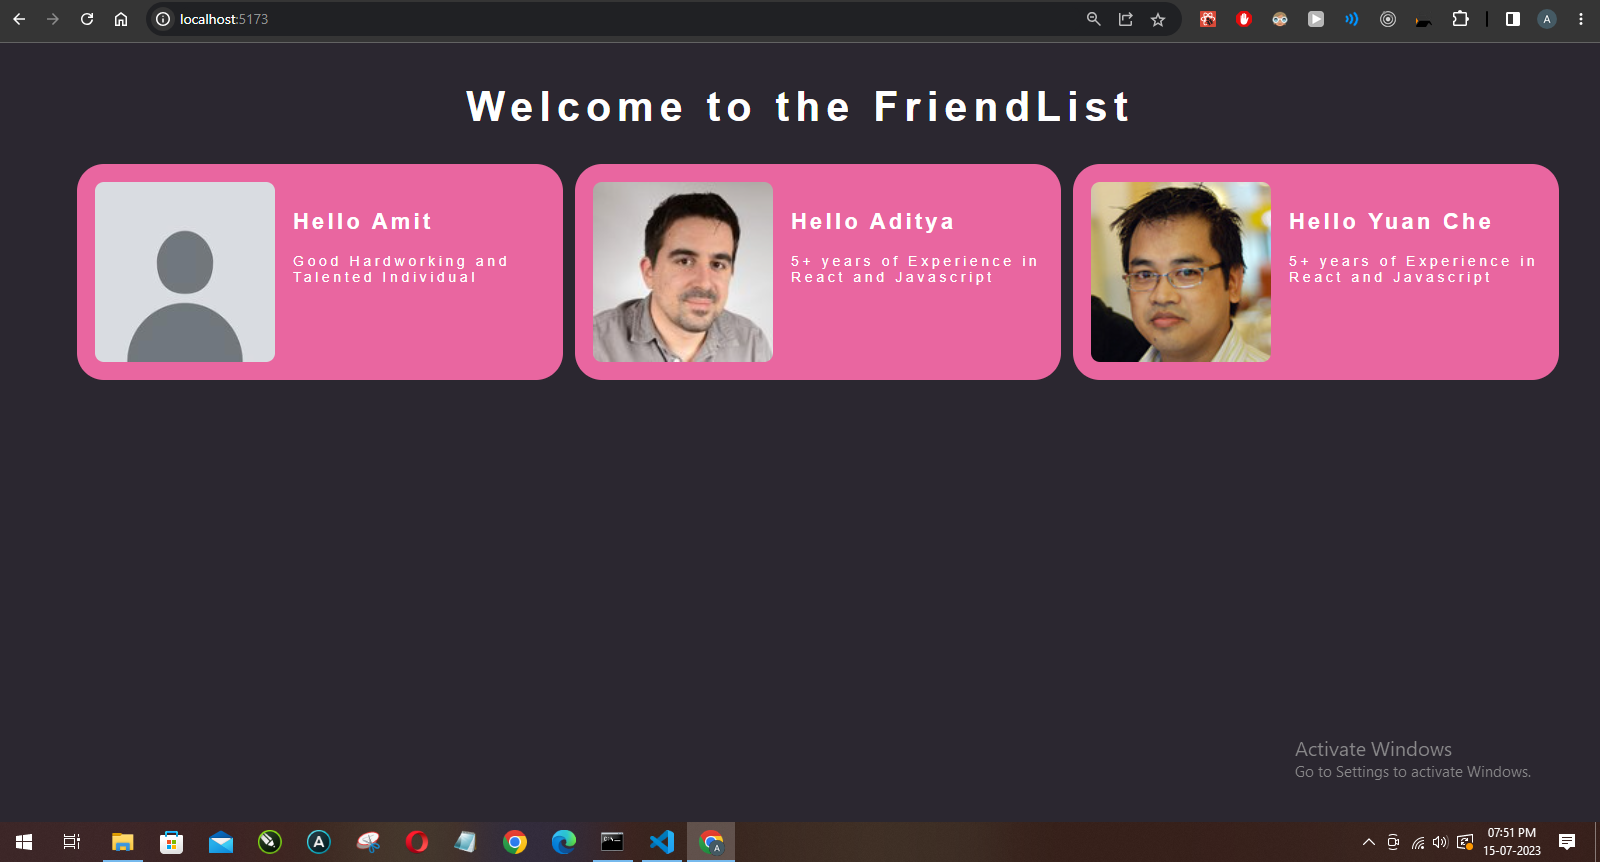 localhost:5173
A
Welcome to the FriendList
Hello Amit
Good Hardworking and
Talented Individual
Hello Aditya
5+ years of Experience in
React and Javascript
Hello Yuan Che
5+ years of Experience in
React and Javascript
Activate Windows
Go to Settings to activate Windows.
A
A
07:51 PM
15-07-2023